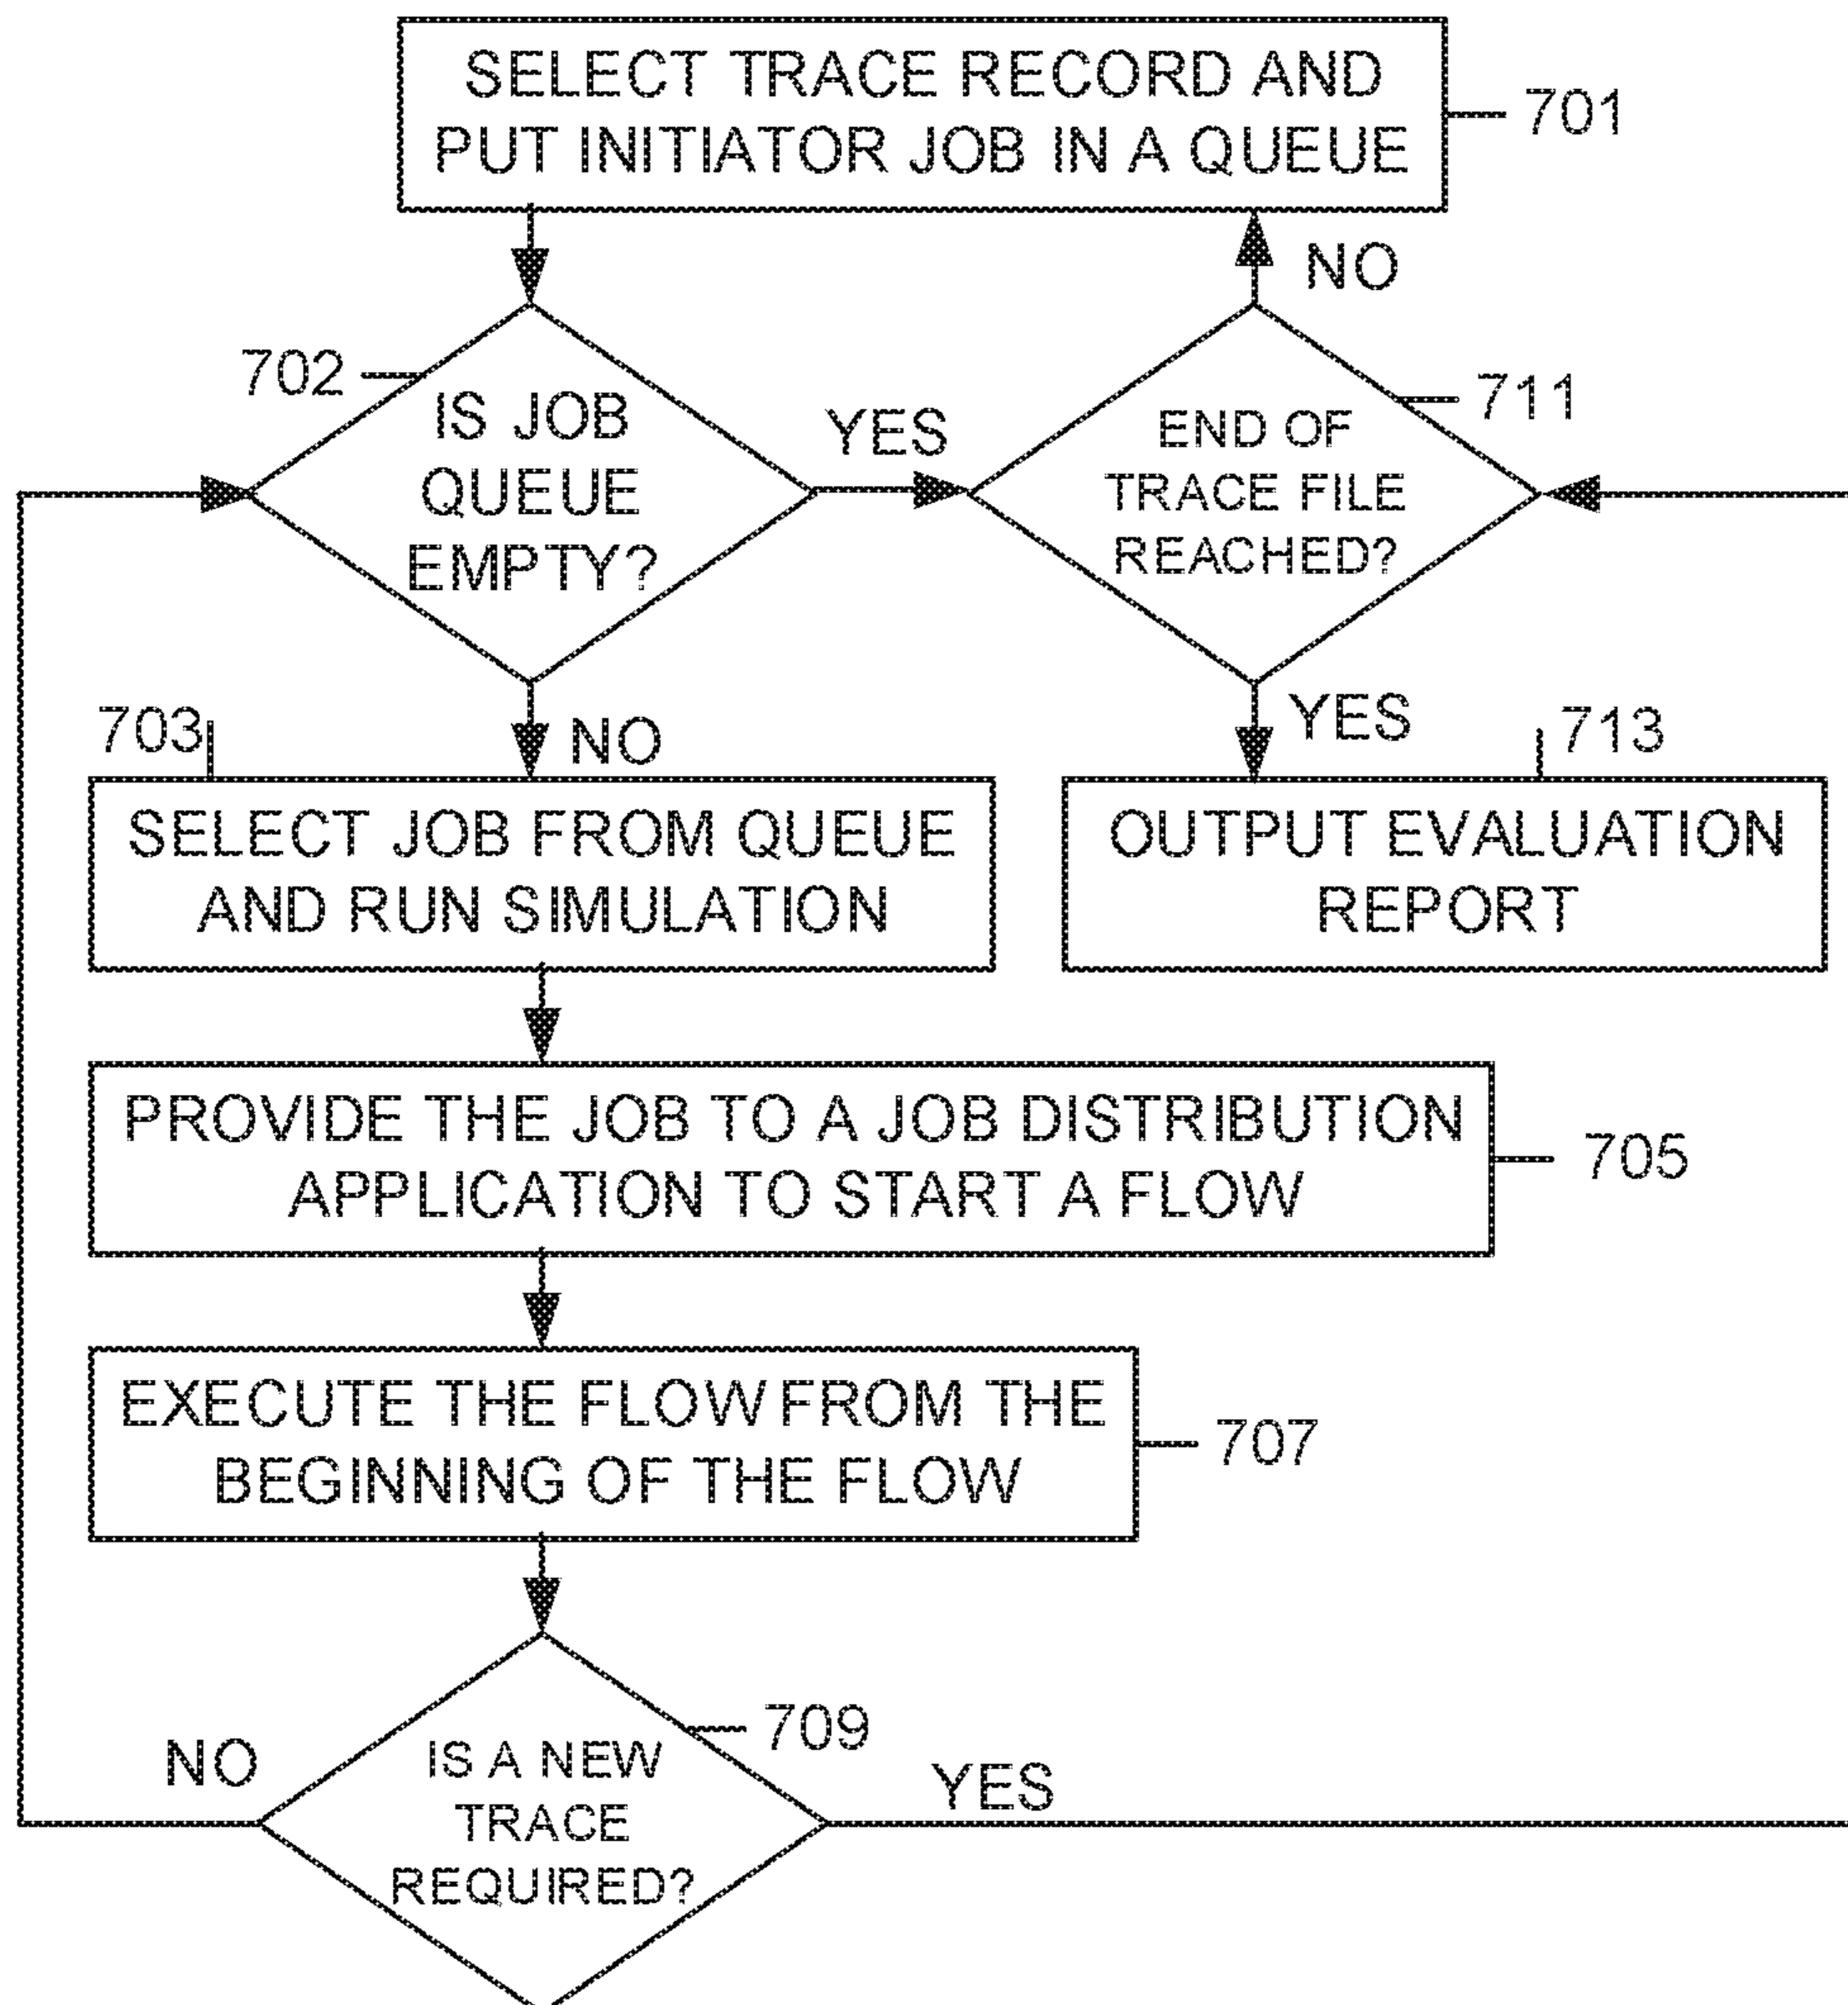 SELECT TRACE RECORD AND
PUT INITIATOR JOB IN A QUEUE
701
NO
702
IS JOB
QUEUE
EMPTY?
YES
711
END OF
TRACE FILE
REACHED?
703
NO
YES
713
SELECT JOB FROM QUEUE
AND RUN SIMULATION
OUTPUT EVALUATION
REPORT
PROVIDE THE JOB TO A JOB DISTRIBUTION
APPLICATION TO START A FLOW
705
EXECUTE THE FLOW FROM THE
BEGINNING OF THE FLOW
707
709
NO
IS A NEW
TRACE
REQUIRED?
YES